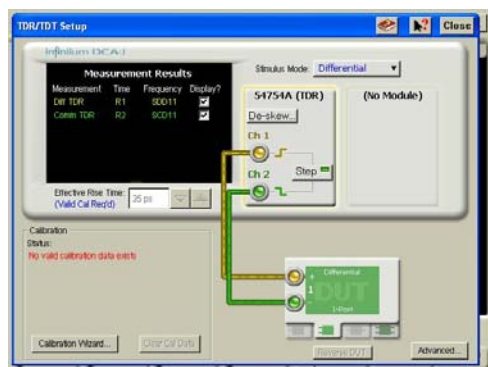 TDR/TDT Setup
Close
Infiniium DCA-J
Measurement Results
Measurement Time Frequency Display?
Diff TDR R1 SDD11
Comm TDR R2 SCD11
Effective Rise Time: 35 ps
(Valid Cal Req'd)
Stimulus Mode: Differential
54754A (TDR)
De-skew...
Ch 1
Ch 2
Step
(No Module)
Calibration
Status:
No valid calibration data exists
Calibration Wizard...
Clear Cal Data
Differential
+
1
DUT
-
1-Port
Reverse DUT
Advanced...